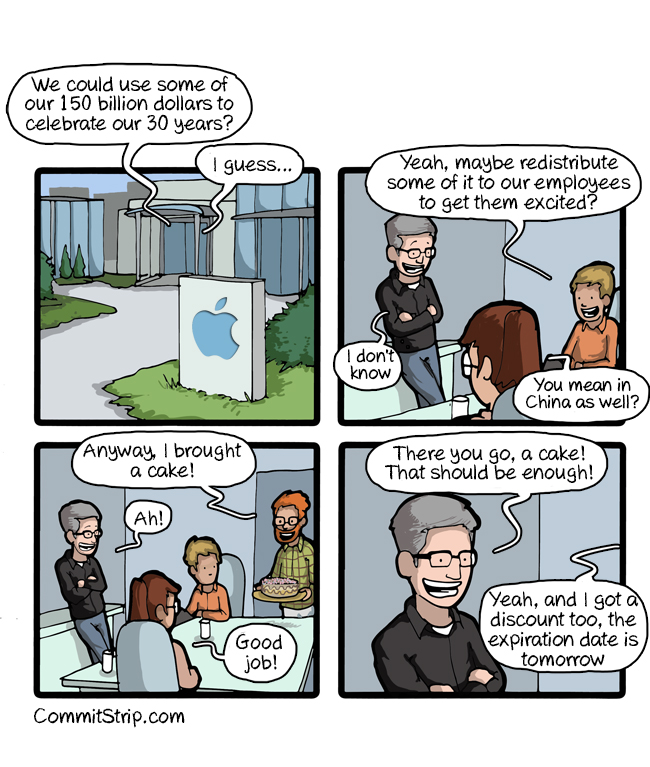 We could use some of
our 150 billion dollars to
celebrate our 30 years?
I guess...
Yeah, maybe redistribute
some of it to our employees
to get them excited?
I don't
know
You mean in
China as well?
Anyway, I brought
a cake!
Ah!
Good
job!
There you go, a cake!
That should be enough!
Yeah, and I got a
discount too, the
expiration date is
tomorrow
CommitStrip.com